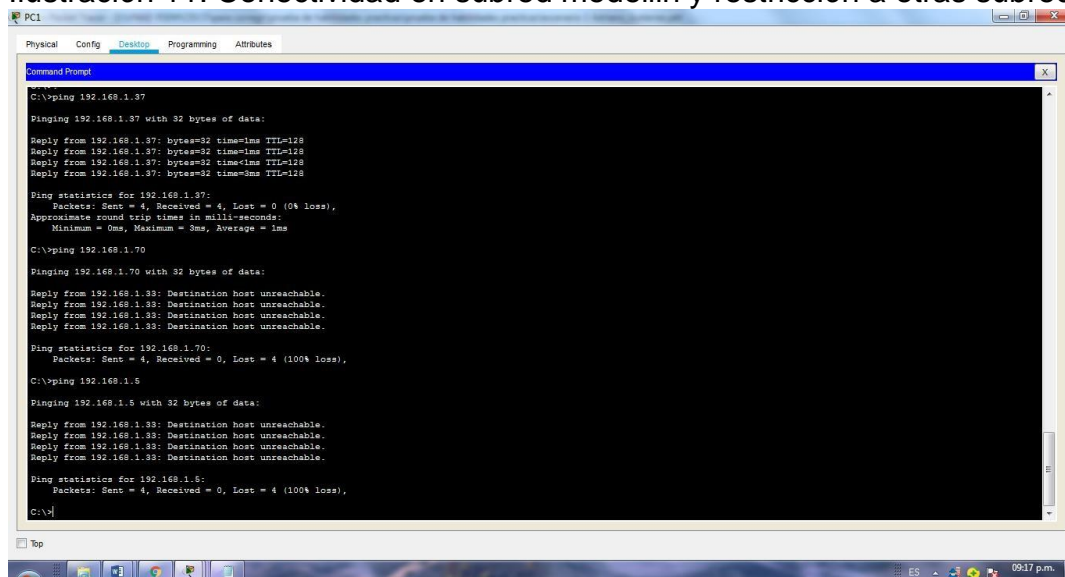 Ilustración 11. Conectividad en subred medellín y restricción a otras subred
PC1
Physical Config Desktop Programming Attributes
Command Prompt X
C:\>ping 192.168.1.37
Pinging 192.168.1.37 with 32 bytes of data:
Reply from 192.168.1.37: bytes=32 time=1ms TTL=128
Reply from 192.168.1.37: bytes=32 time=1ms TTL=128
Reply from 192.168.1.37: bytes=32 time<1ms TTL=128
Reply from 192.168.1.37: bytes=32 time=3ms TTL=128
Ping statistics for 192.168.1.37:
Packets: Sent = 4, Received = 4, Lost = 0 (0% loss),
Approximate round trip times in milli-seconds:
Minimum = 0ms, Maximum = 3ms, Average = 1ms
C:\>ping 192.168.1.70
Pinging 192.168.1.70 with 32 bytes of data:
Reply from 192.168.1.33: Destination host unreachable.
Reply from 192.168.1.33: Destination host unreachable.
Reply from 192.168.1.33: Destination host unreachable.
Reply from 192.168.1.33: Destination host unreachable.
Ping statistics for 192.168.1.70:
Packets: Sent = 4, Received = 0, Lost = 4 (100% loss),
C:\>ping 192.168.1.5
Pinging 192.168.1.5 with 32 bytes of data:
Reply from 192.168.1.33: Destination host unreachable.
Reply from 192.168.1.33: Destination host unreachable.
Reply from 192.168.1.33: Destination host unreachable.
Reply from 192.168.1.33: Destination host unreachable.
Ping statistics for 192.168.1.5:
Packets: Sent = 4, Received = 0, Lost = 4 (100% loss),
C:\>
Top
ES 09:17 p.m.